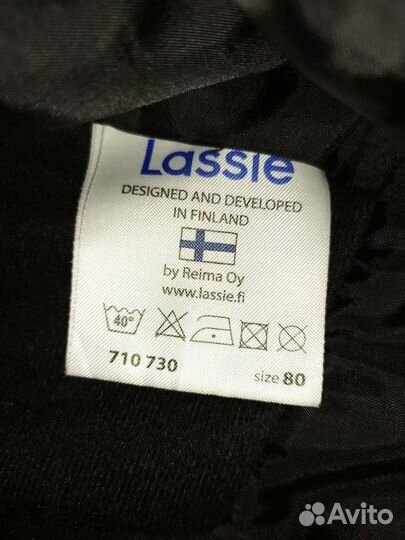 Lassie
DESIGNED AND DEVELOPED
IN FINLAND
by Reima Oy
www.lassie.fi
40°
710 730
size 80
Avito